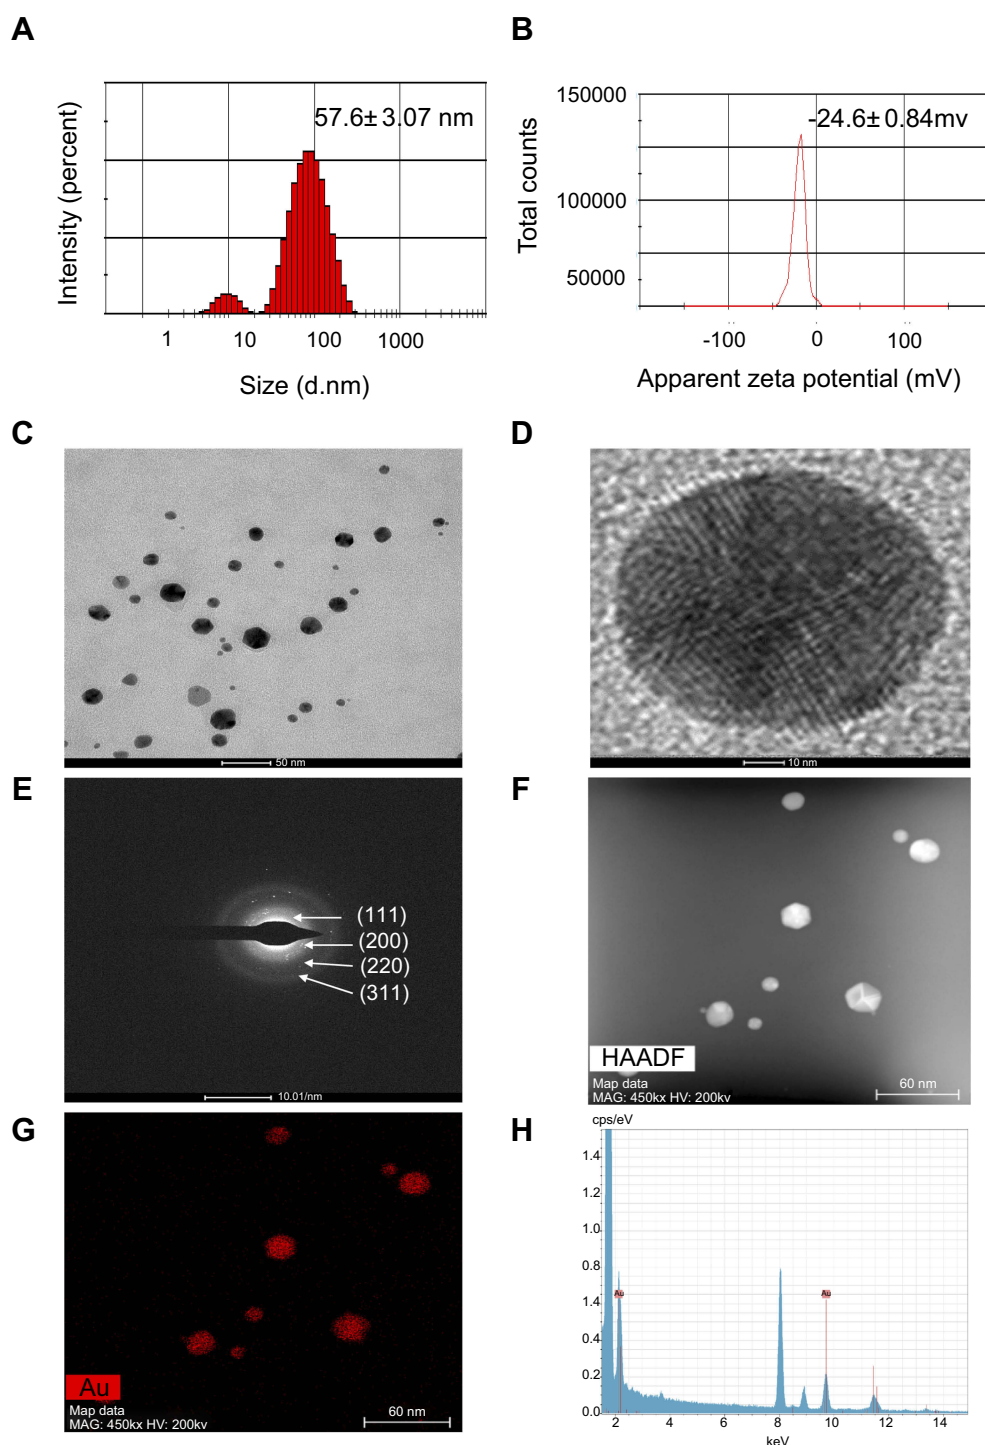 A
Intensity (percent)
57.6± 3.07 nm
1 10 100 1000
Size (d.nm)
B
Total counts
150000
100000
50000
-24.6± 0.84mv
-100 0 100
Apparent zeta potential (mV)
C
50 nm
D
10 nm
E
(111)
(200)
(220)
(311)
10.01/nm
F
HAADF
Map data
MAG: 450kx HV: 200kv
60 nm
G
Au
Map data
MAG: 450kx HV: 200kv
60 nm
H
cps/eV
1.4
1.2
1.0
0.8
1.4
0.4
0.2
0.0
Au Au
2 4 6 8 10 12 14
keV